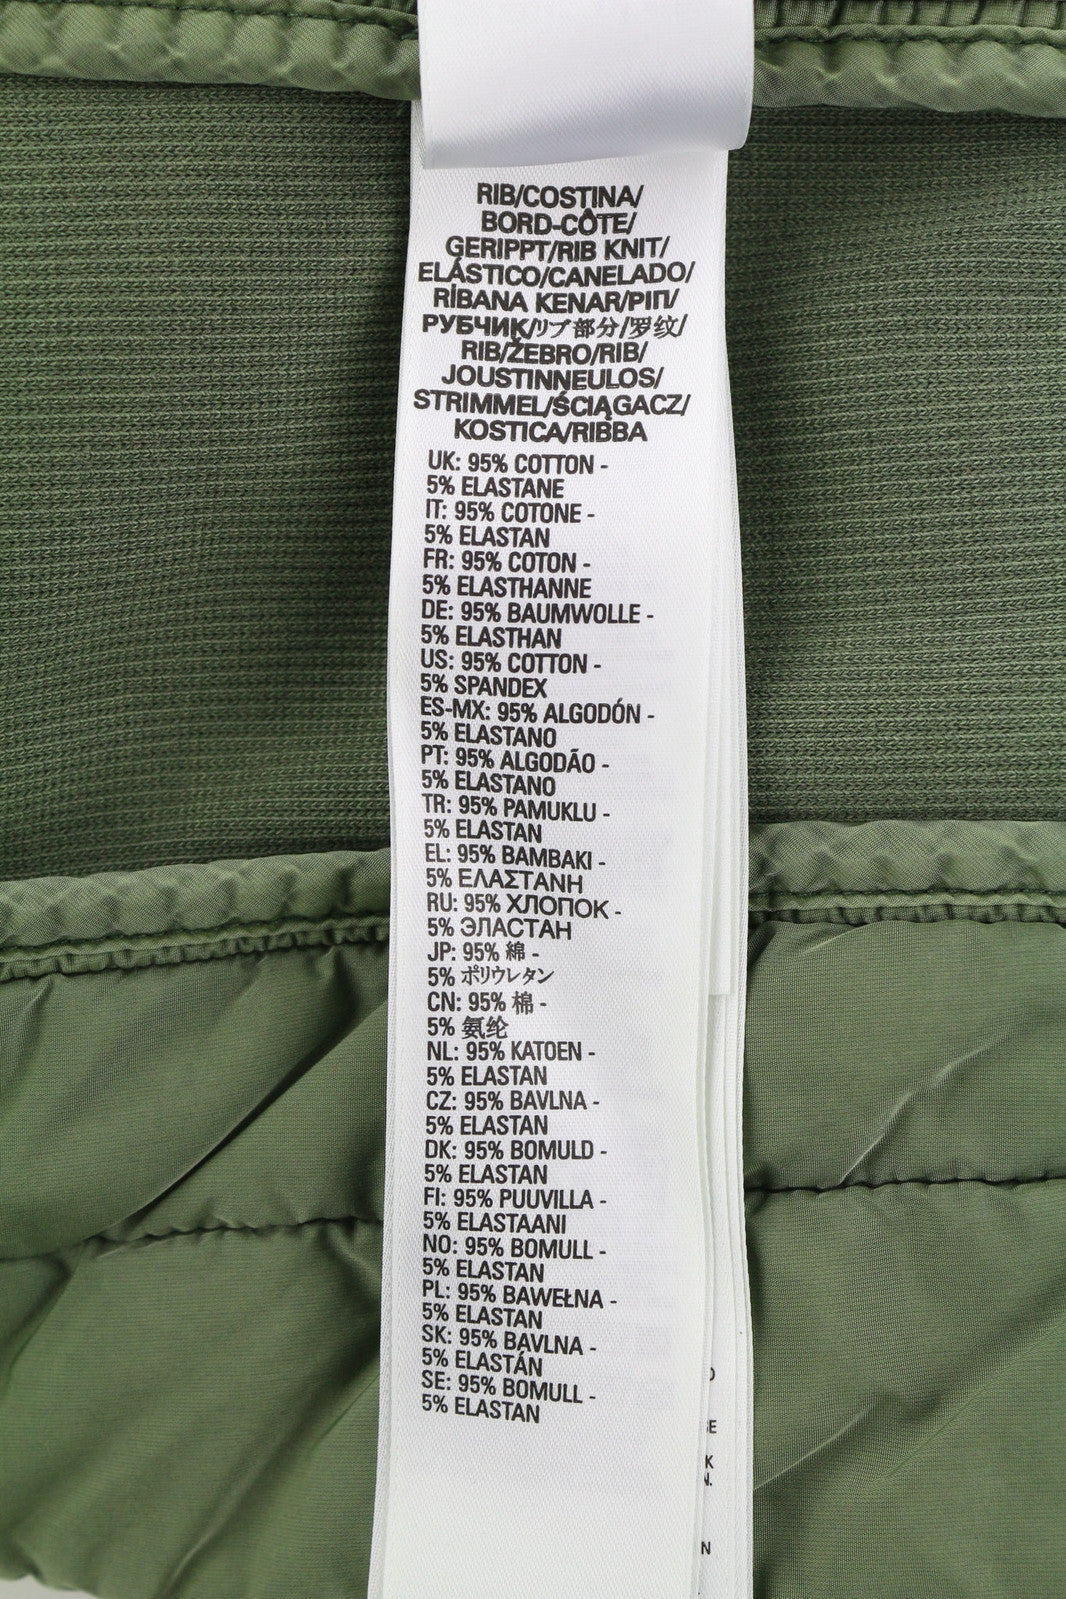 RIB/COSTINA/
BORD-CÔTE/
GERIPPT/RIB KNIT/
ELÁSTICO/CANELADO/
RİBANA KENAR/ΡΙΠ/
РУБЧИК/リブ部分/罗纹/
RIB/ŽEBRO/RIB/
JOUSTINNEULOS/
STRIMMEL/ŚCIĄGACZ/
KOSTICA/RIBBA
UK: 95% COTTON -
5% ELASTANE
IT: 95% COTONE -
5% ELASTAN
FR: 95% COTON -
5% ELASTHANNE
DE: 95% BAUMWOLLE -
5% ELASTHAN
US: 95% COTTON -
5% SPANDEX
ES-MX: 95% ALGODÓN -
5% ELASTANO
PT: 95% ALGODÃO -
5% ELASTANO
TR: 95% PAMUKLU -
5% ELASTAN
EL: 95% ΒΑΜΒΑΚΙ -
5% ΕΛΑΣΤΑΝΗ
RU: 95% ХЛОПОК -
5% ЭЛАСТАН
JP: 95% 綿 -
5% ポリウレタン
CN: 95% 棉 -
5% 氨纶
NL: 95% KATOEN -
5% ELASTAN
CZ: 95% BAVLNA -
5% ELASTAN
DK: 95% BOMULD -
5% ELASTAN
FI: 95% PUUVILLA -
5% ELASTAANI
NO: 95% BOMULL -
5% ELASTAN
PL: 95% BAWEŁNA -
5% ELASTAN
SK: 95% BAVLNA -
5% ELASTÁN
SE: 95% BOMULL -
5% ELASTAN